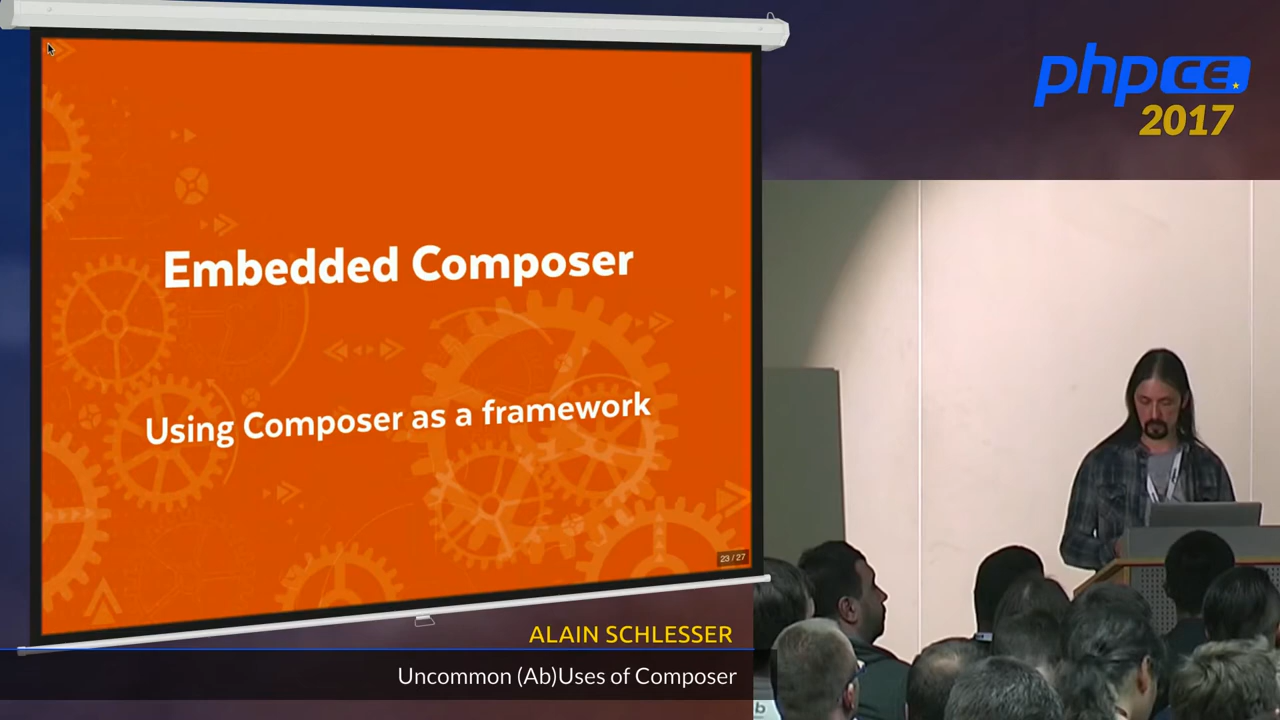 phpCE
2017
Embedded Composer
Using Composer as a framework
23 / 27
ALAIN SCHLESSER
Uncommon (Ab)Uses of Composer